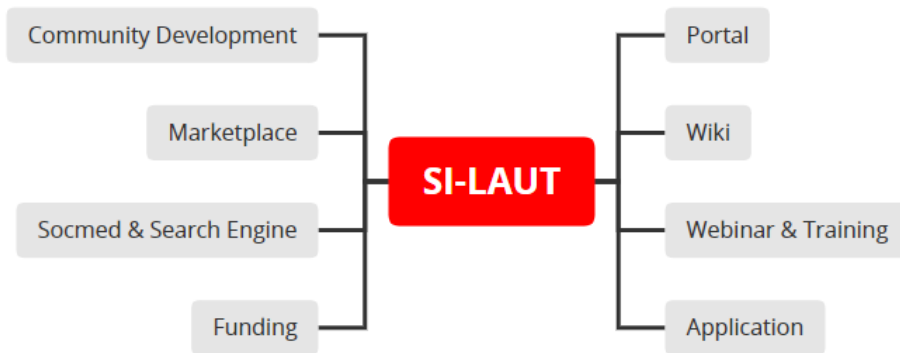 Community Development
Marketplace
Socmed & Search Engine
Funding
SI-LAUT
Portal
Wiki
Webinar & Training
Application